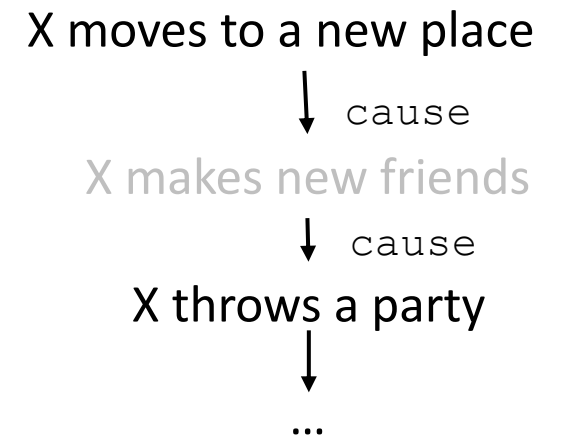 X moves to a new place
cause
X makes new friends
cause
X throws a party
...